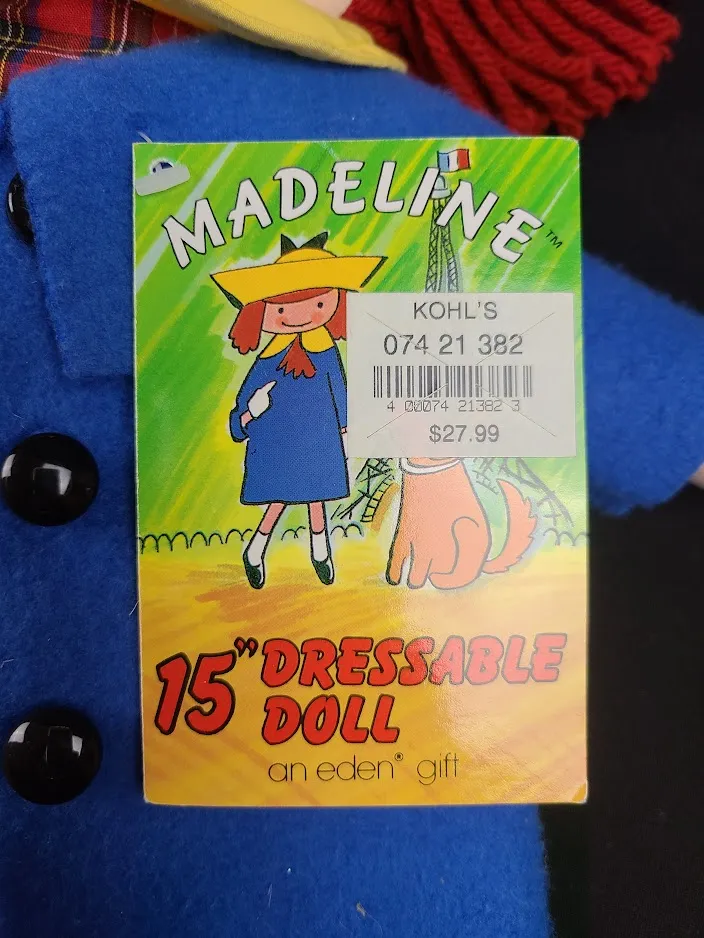 MADELINE™
KOHL'S
074 21 382
4 00074 21382 3
$27.99
15" DRESSABLE
DOLL
an eden® gift